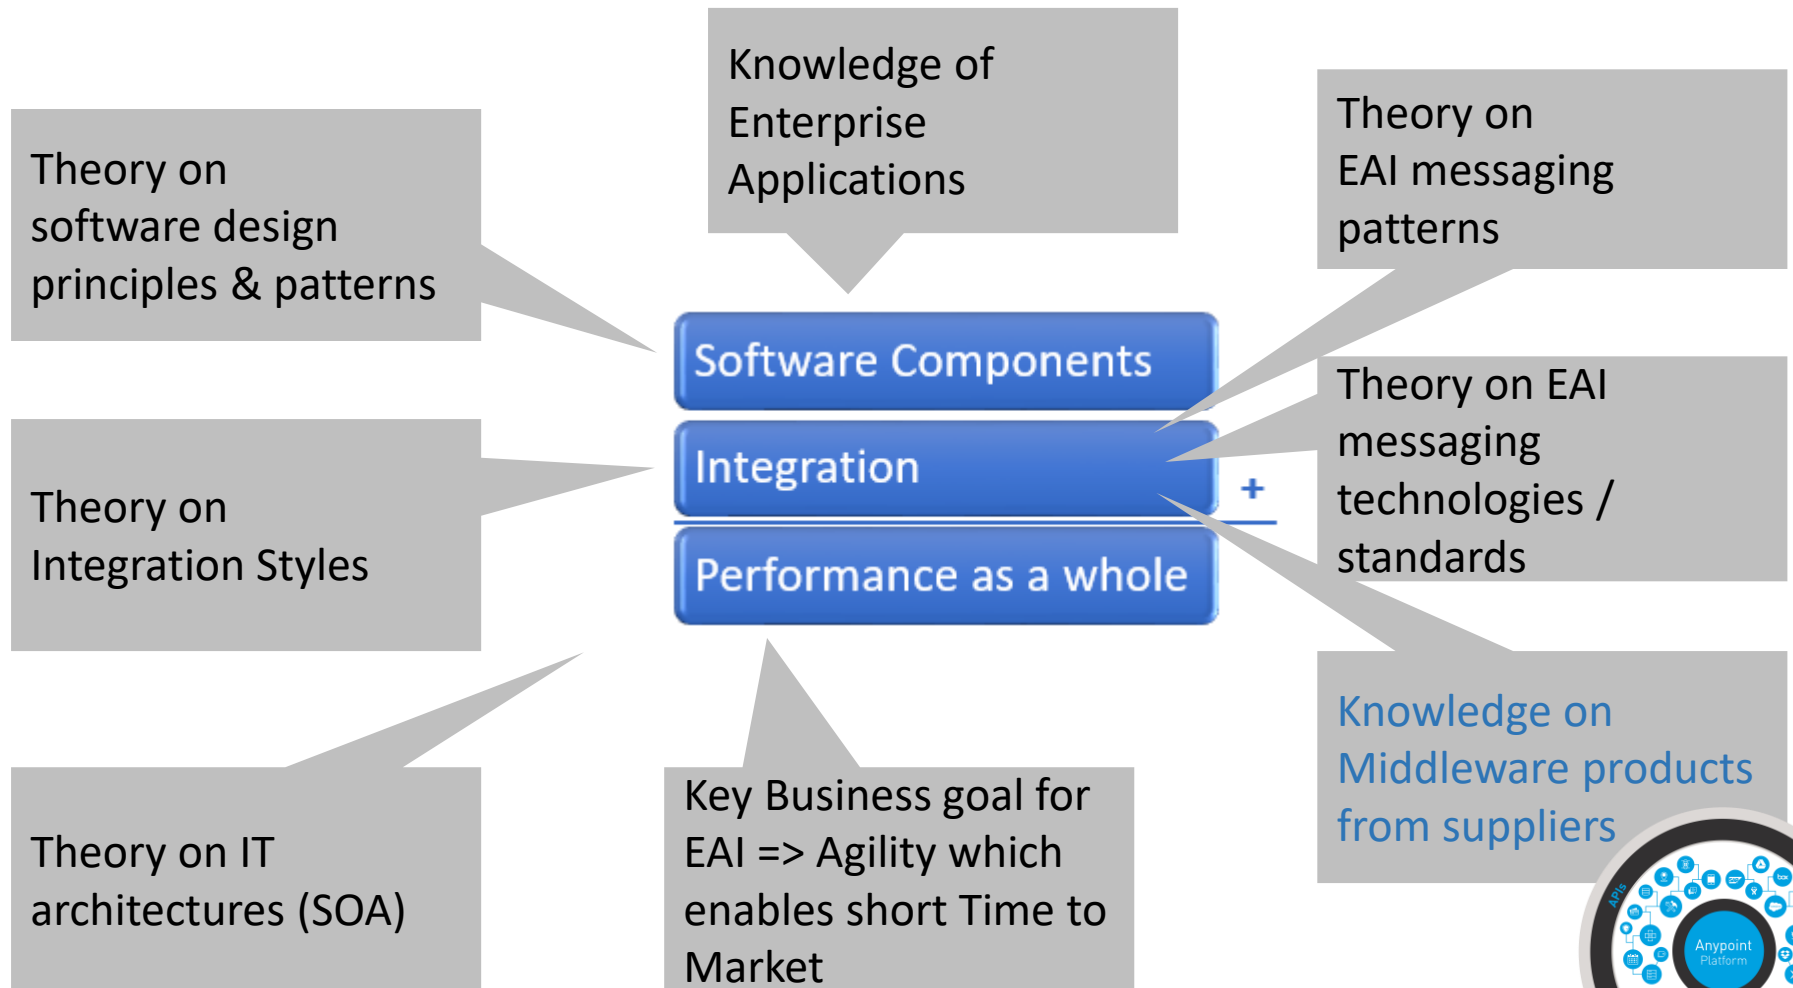 Knowledge of
Enterprise
Applications
Theory on
software design
principles & patterns
Theory on
EAI messaging
patterns
Software Components
Theory on EAI
messaging
technologies /
standards
Integration
+
Theory on
Integration Styles
Performance as a whole
Knowledge on
Middleware products
from suppliers
Theory on IT
architectures (SOA)
Key Business goal for
EAI => Agility which
enables short Time to
Market
APIs
box
Anypoint
Platform